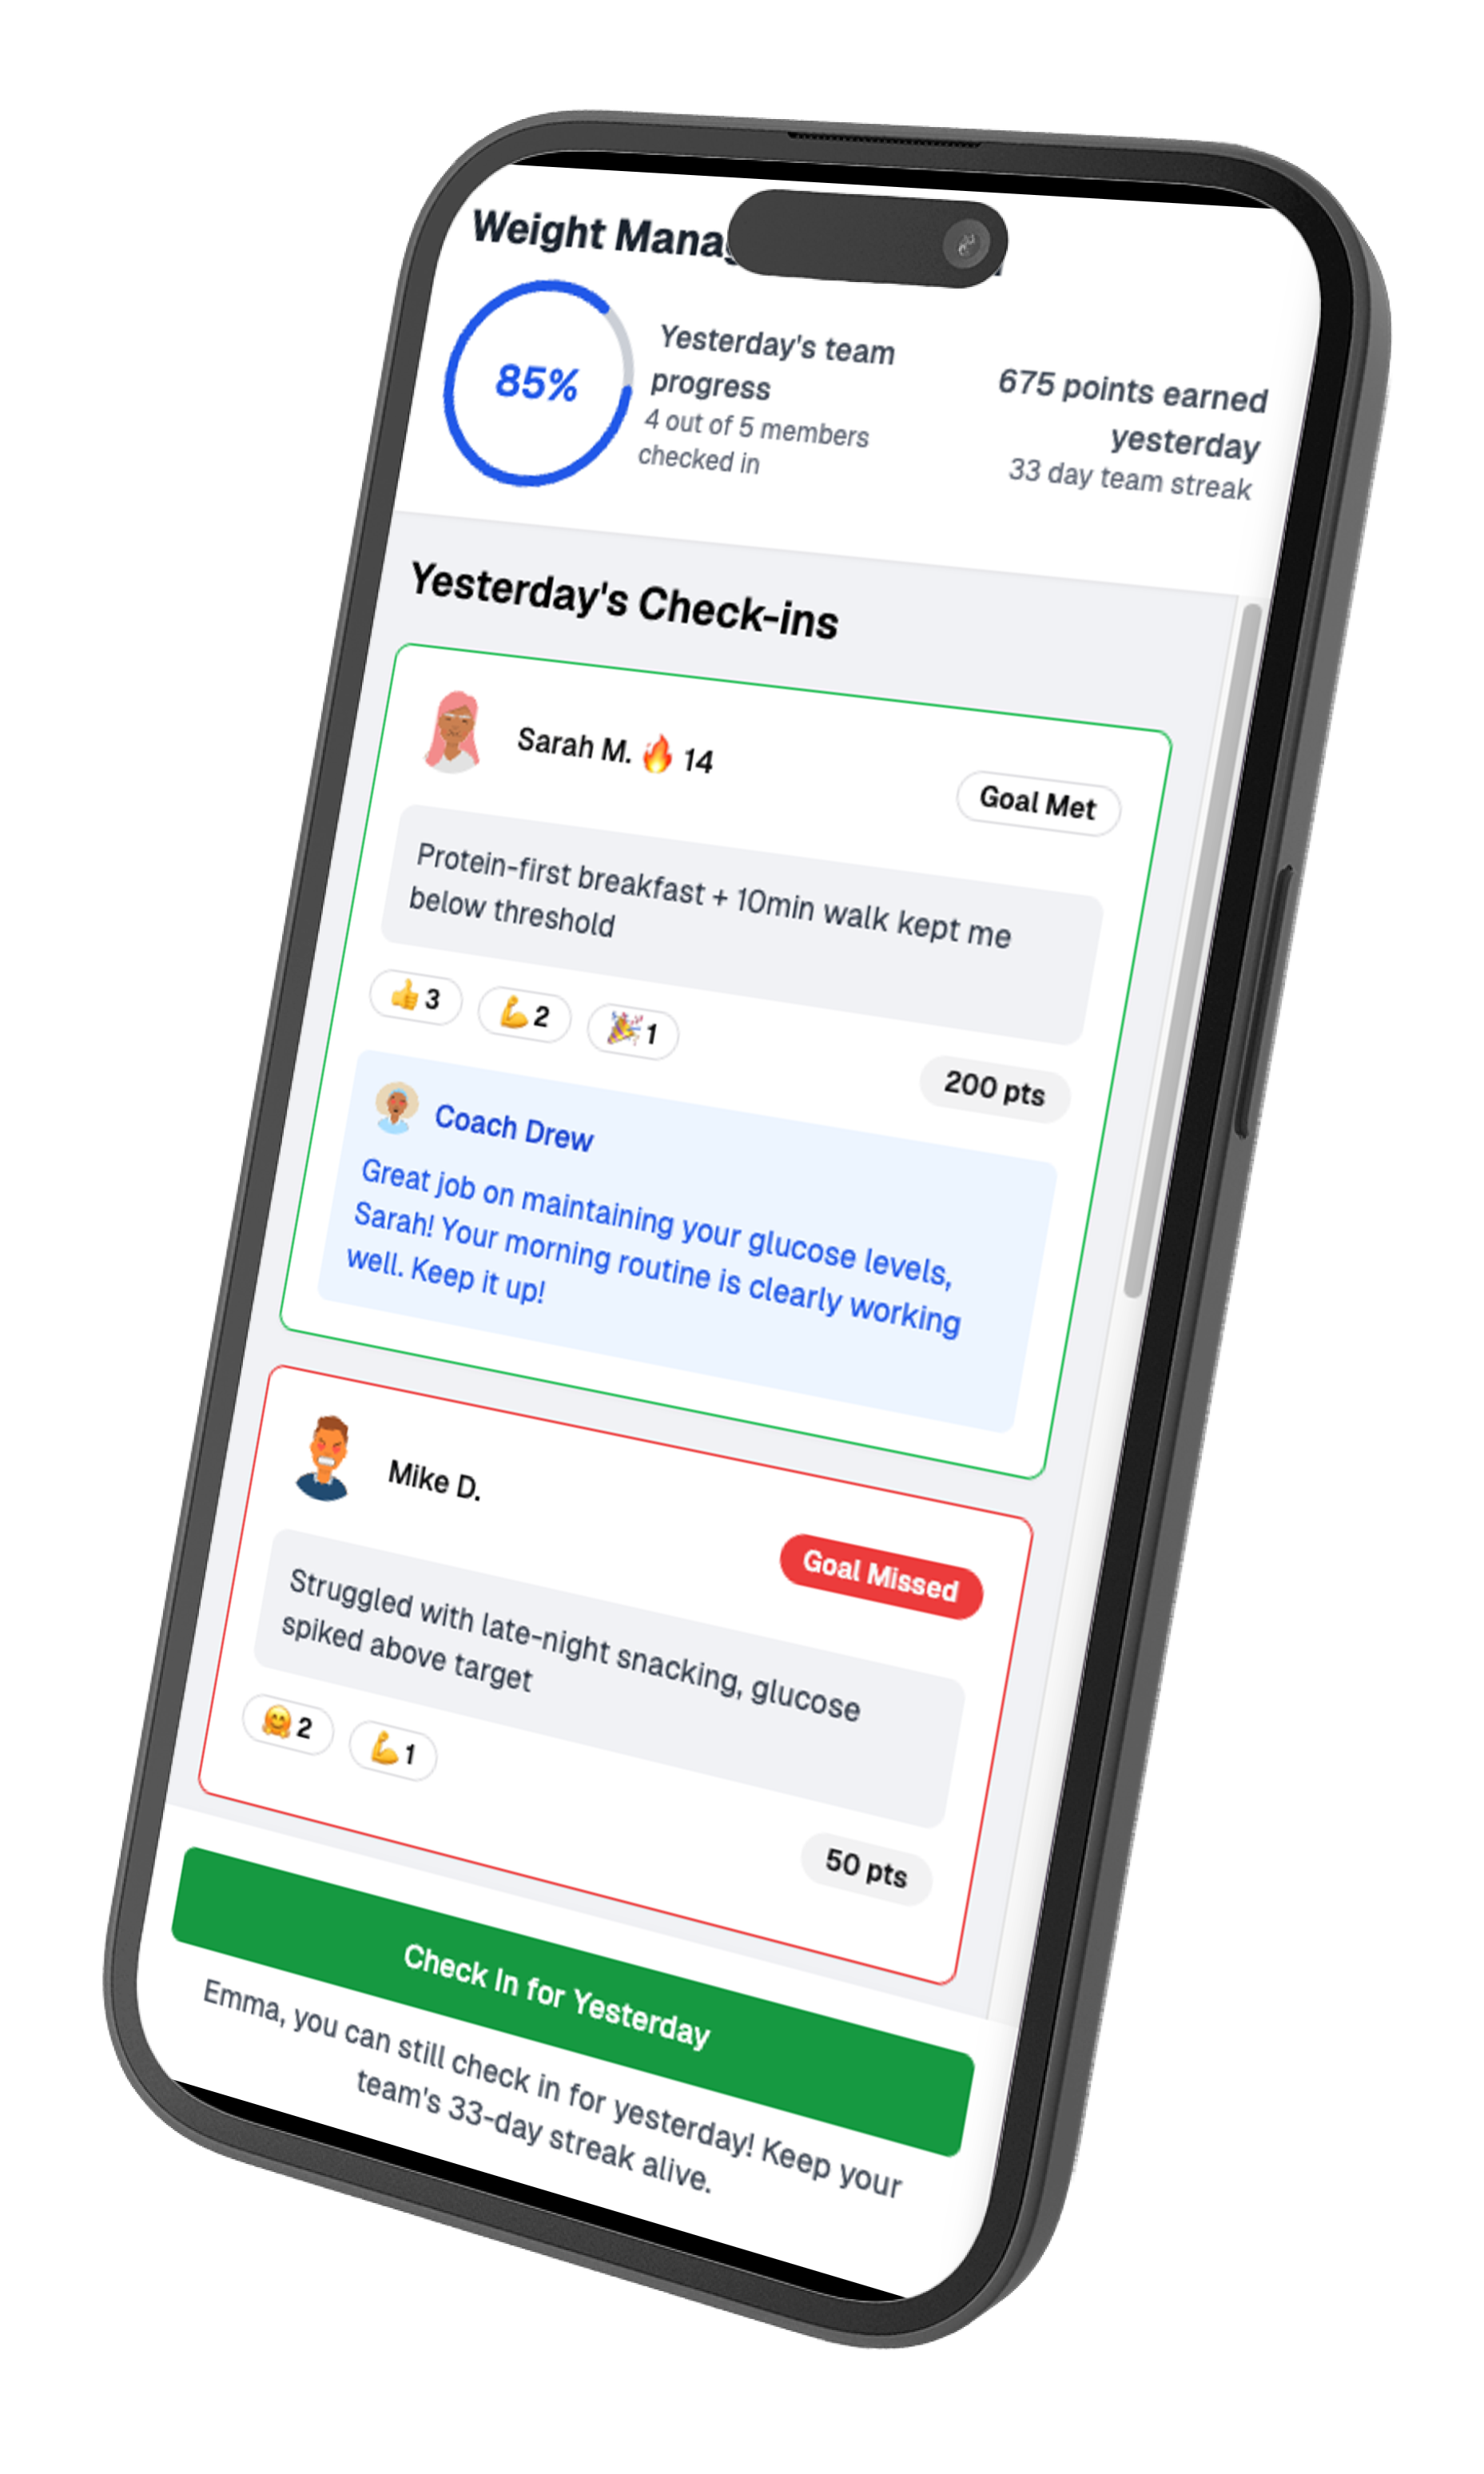 Weight Mana
85%
Yesterday's team
progress
4 out of 5 members
checked in
675 points earned
yesterday
33 day team streak
Yesterday's Check-ins
Sarah M. 🔥 14
Goal Met
Protein-first breakfast + 10min walk kept me
below threshold
👍 3 💪 2 🎉 1
200 pts
Coach Drew
Great job on maintaining your glucose levels,
Sarah! Your morning routine is clearly working
well. Keep it up!
Mike D.
Goal Missed
Struggled with late-night snacking, glucose
spiked above target
🤗 2 💪 1
50 pts
Check In for Yesterday
Emma, you can still check in for yesterday! Keep your
team's 33-day streak alive.